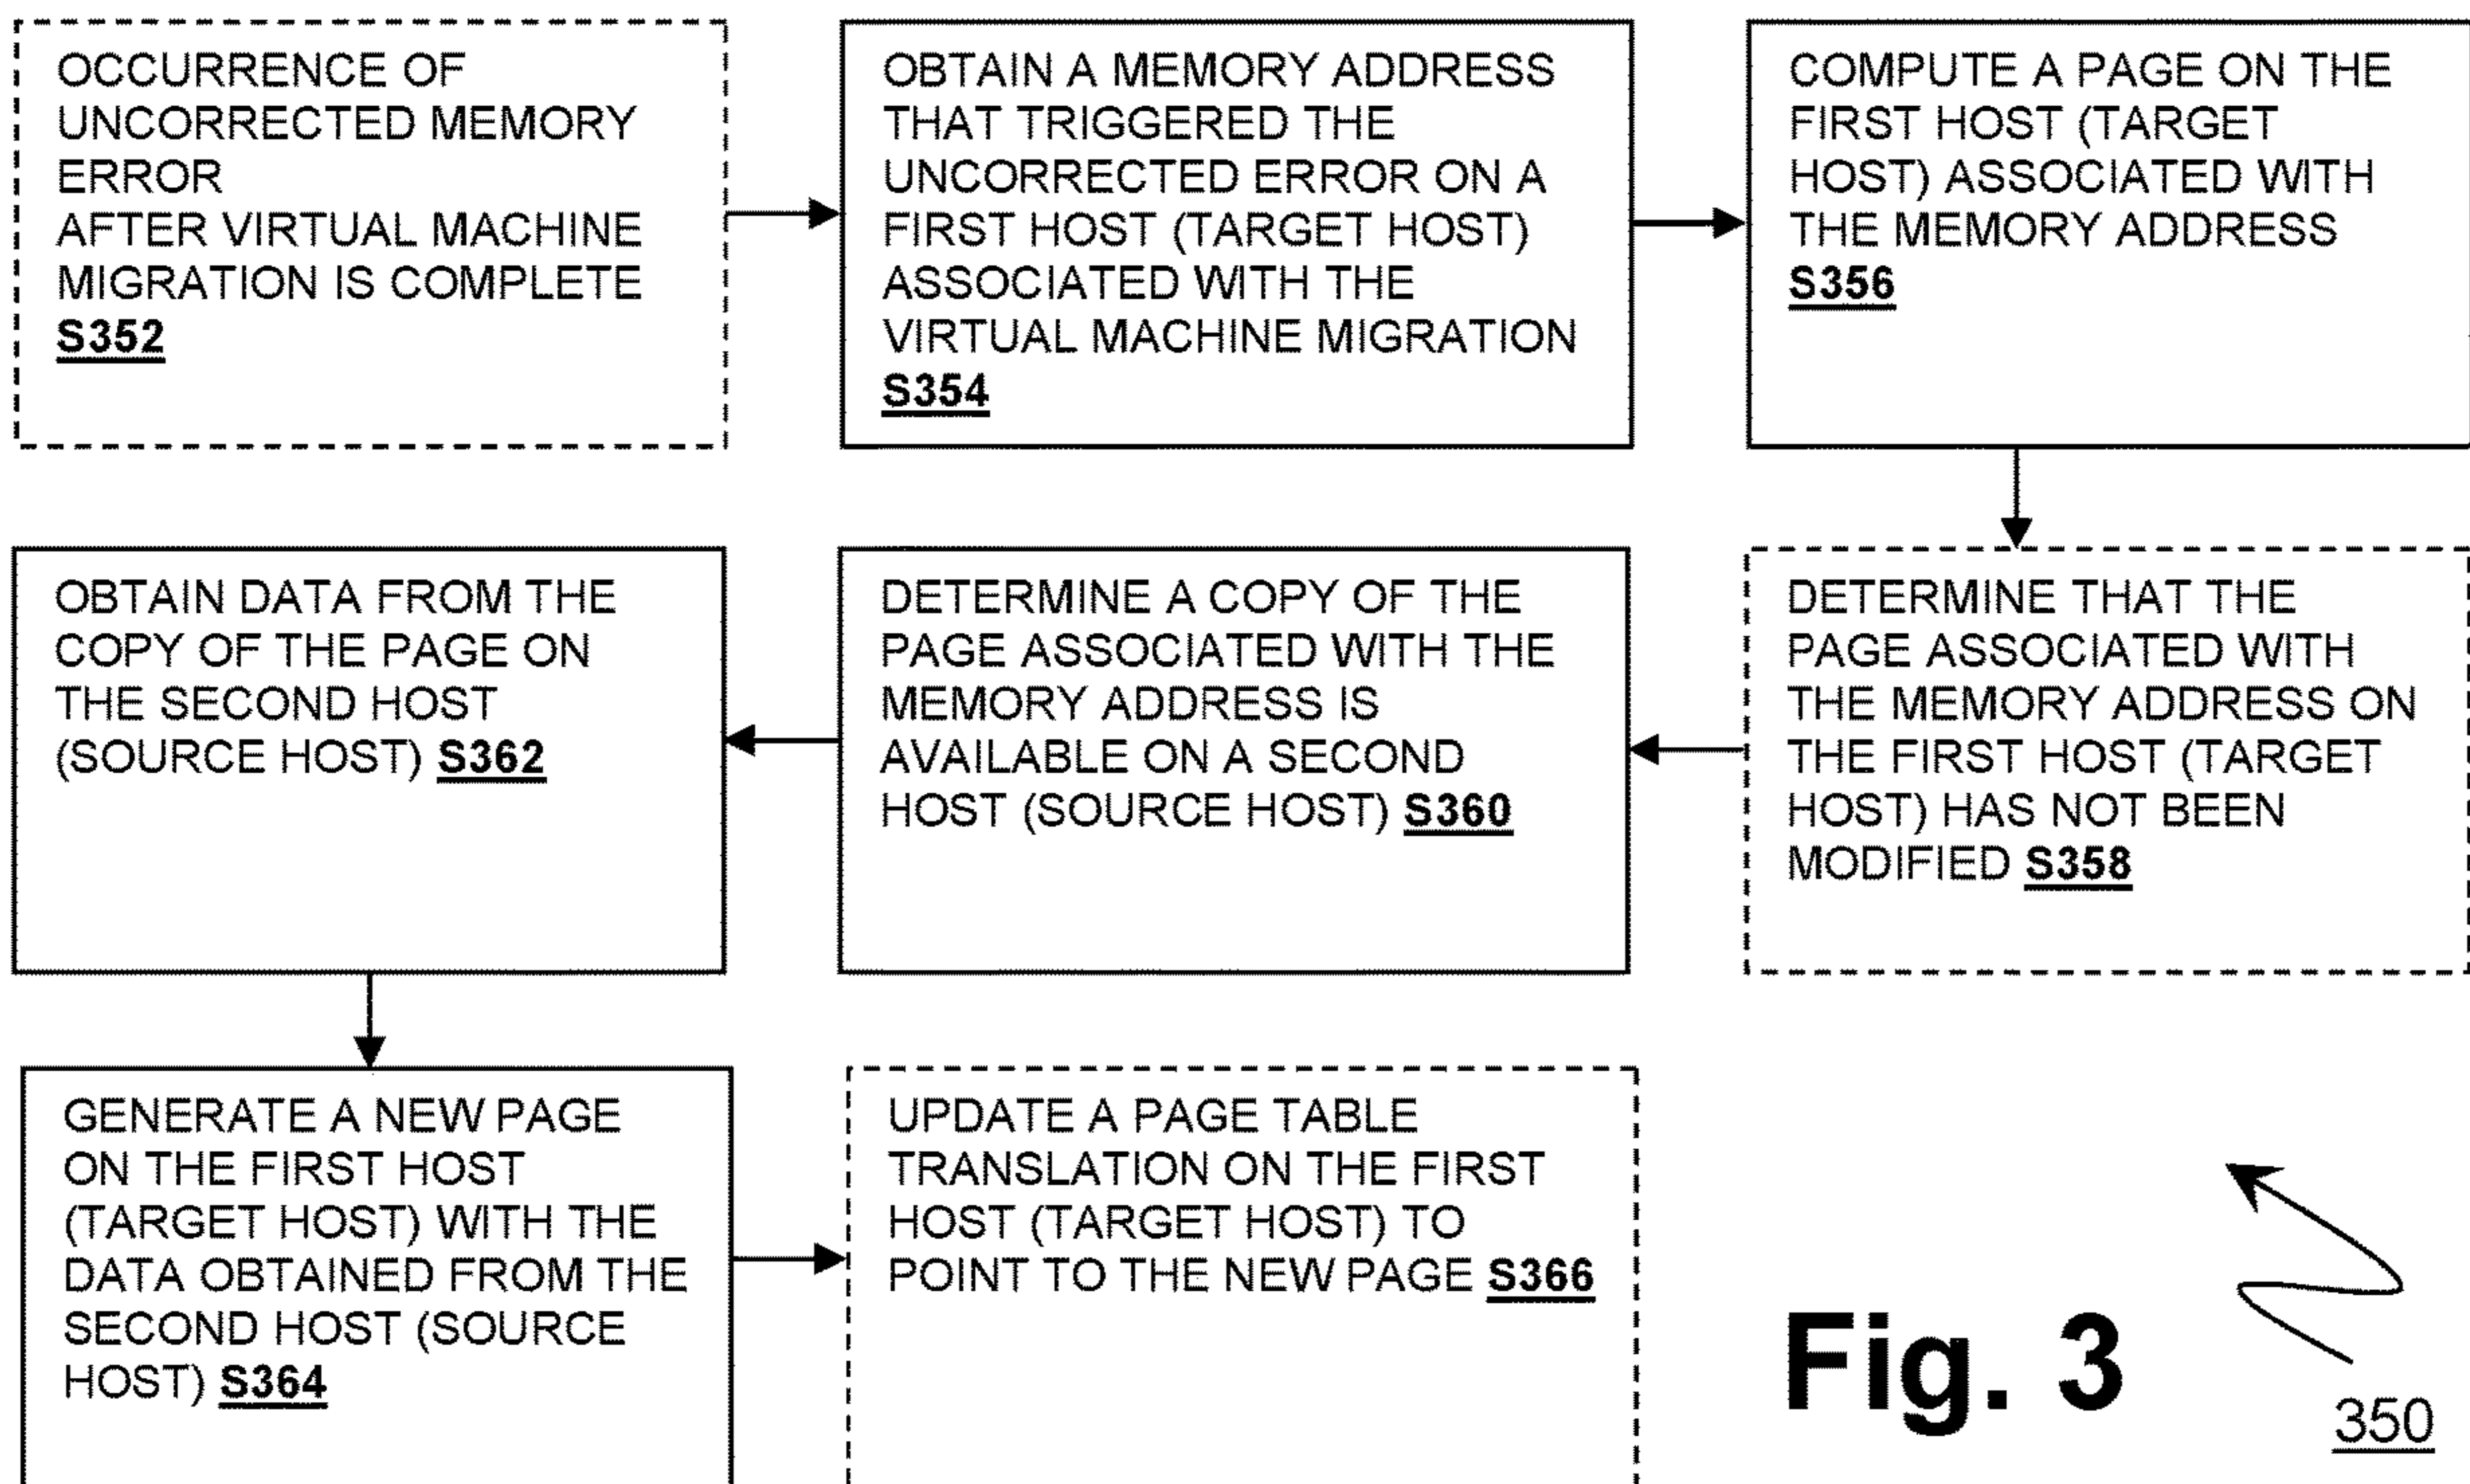 OCCURRENCE OF
UNCORRECTED MEMORY
ERROR
AFTER VIRTUAL MACHINE
MIGRATION IS COMPLETE
S352
OBTAIN A MEMORY ADDRESS
THAT TRIGGERED THE
UNCORRECTED ERROR ON A
FIRST HOST (TARGET HOST)
ASSOCIATED WITH THE
VIRTUAL MACHINE MIGRATION
S354
COMPUTE A PAGE ON THE
FIRST HOST (TARGET
HOST) ASSOCIATED WITH
THE MEMORY ADDRESS
S356
DETERMINE THAT THE
PAGE ASSOCIATED WITH
THE MEMORY ADDRESS ON
THE FIRST HOST (TARGET
HOST) HAS NOT BEEN
MODIFIED S358
DETERMINE A COPY OF THE
PAGE ASSOCIATED WITH THE
MEMORY ADDRESS IS
AVAILABLE ON A SECOND
HOST (SOURCE HOST) S360
OBTAIN DATA FROM THE
COPY OF THE PAGE ON
THE SECOND HOST
(SOURCE HOST) S362
GENERATE A NEW PAGE
ON THE FIRST HOST
(TARGET HOST) WITH THE
DATA OBTAINED FROM THE
SECOND HOST (SOURCE
HOST) S364
UPDATE A PAGE TABLE
TRANSLATION ON THE FIRST
HOST (TARGET HOST) TO
POINT TO THE NEW PAGE S366
Fig. 3
350